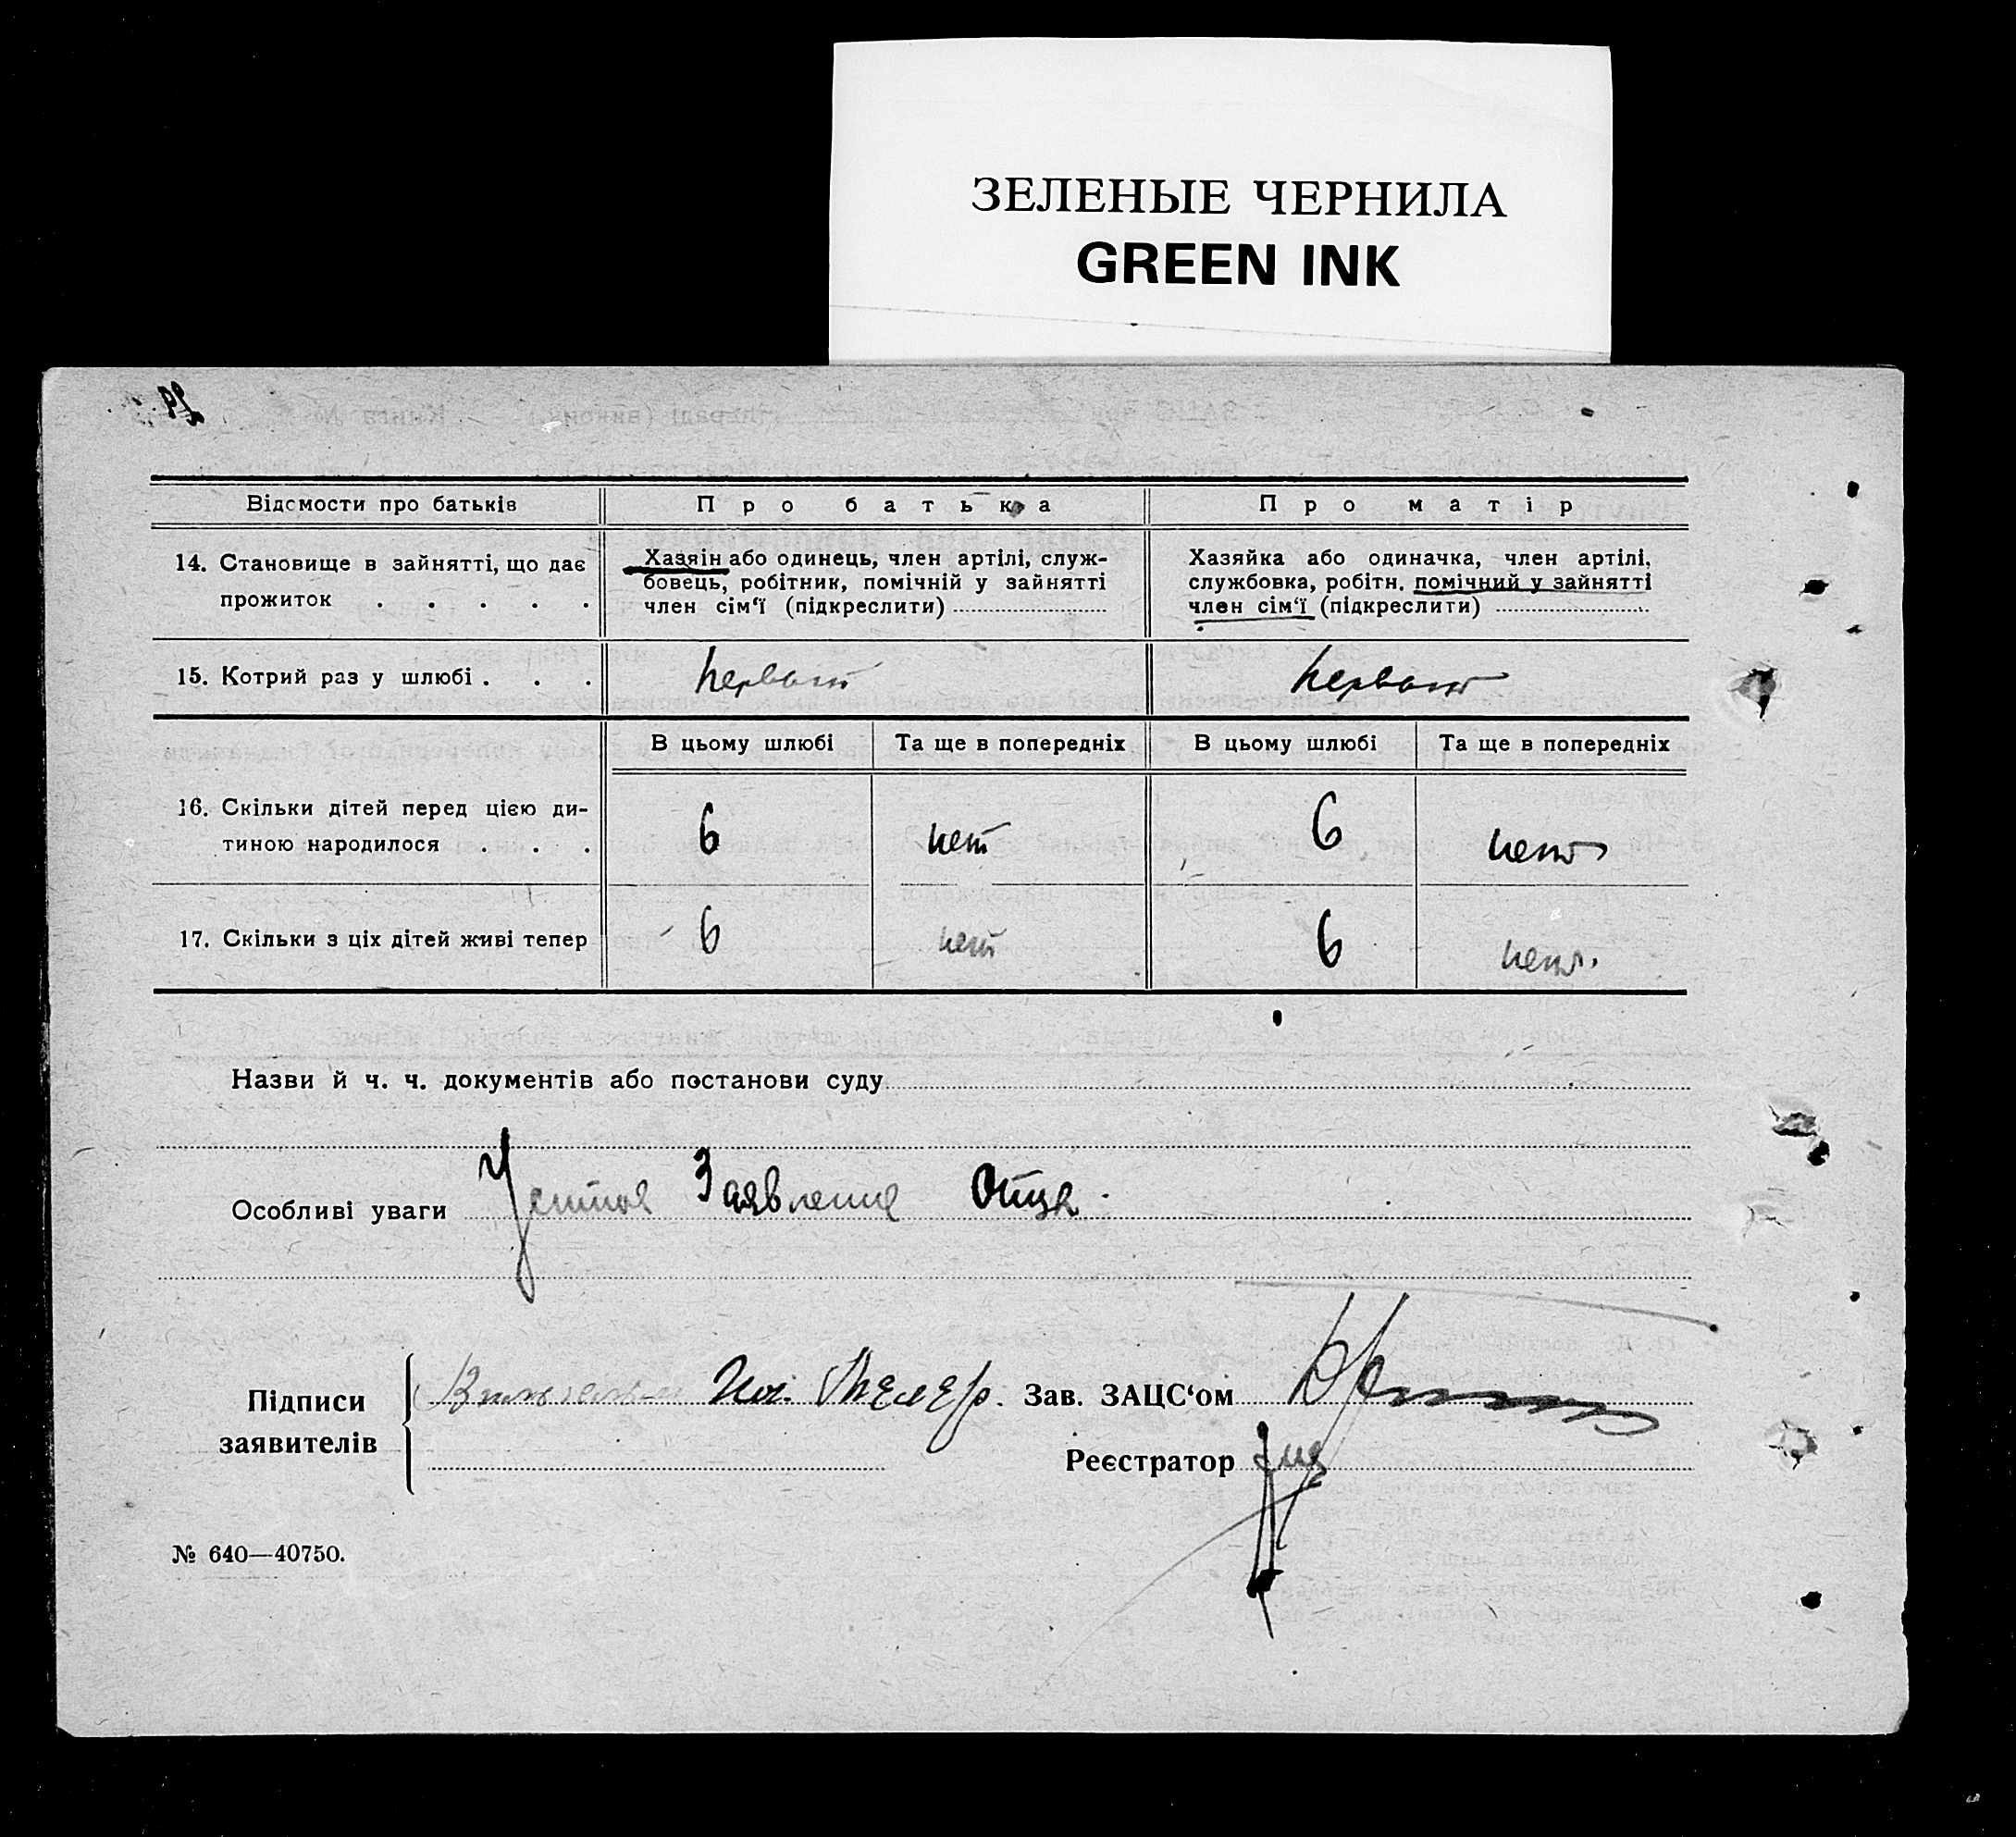 ЗЕЛЕНЫЕ ЧЕРНИЛА
GREEN INK
Відомости про батьків
Про батька
Про матір
14. Становище в зайнятті, що дає
прожиток . . . . .
Хазяін або одинець, член артілі, служ-
бовець, робітник, помічній у зайнятті
член сім'ї (підкреслити)
Хазяйка або одиначка, член артілі,
службовка, робітн. помічний у зайнятті
член сім'ї (підкреслити)
15. Котрий раз у шлюбі . . .
первый
первый
В цьому шлюбі
Та ще в попередніх
В цьому шлюбі
Та ще в попередніх
16. Скільки дітей перед цією ди-
тиною народилося . . .
6
нет
6
нет
17. Скільки з ціх дітей живі тепер
6
нет
6
нет
Назви й ч. ч. документів або постанови суду
Особливі уваги Устное Заявление Отца.
Підписи
заявителів
Зав. ЗАЦС'ом
Реєстратор
№ 640—40750.